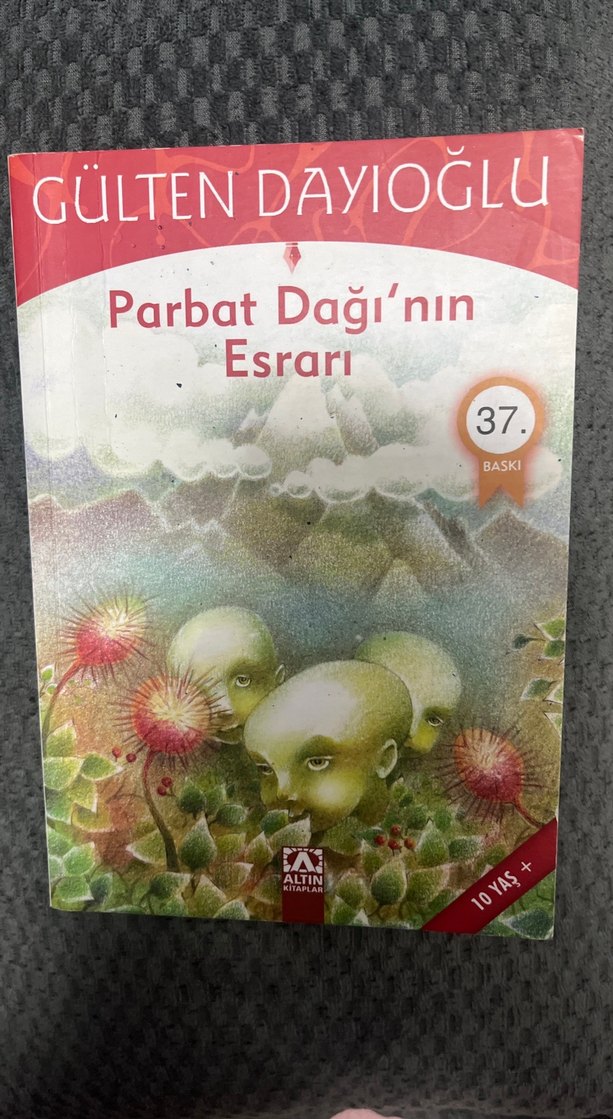 GÜLTEN DAYIOĞLU
Parbat Dağı'nın
Esrarı
37.
BASKI
ALTIN
KİTAPLAR
10 YAŞ +